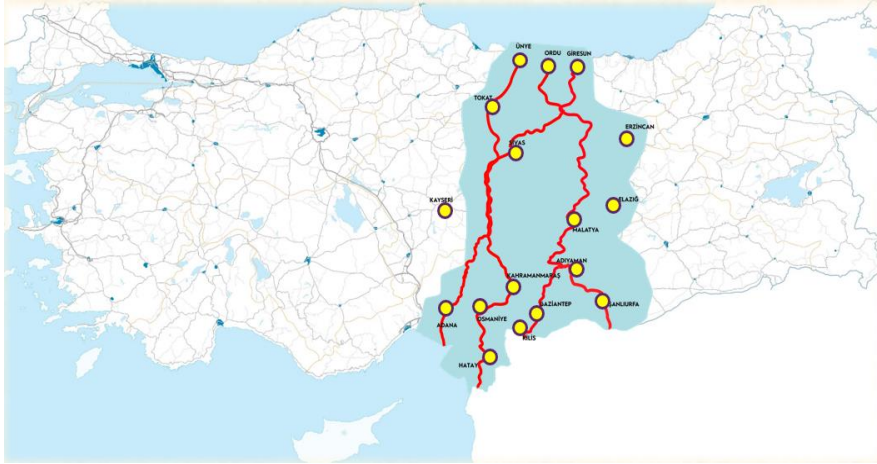 ÜNYE
ORDU
GİRESUN
TOKAT
ERZİNCAN
SİVAS
KAYSERİ
ELAZIĞ
MALATYA
ADIYAMAN
KAHRAMANMARAŞ
GAZİANTEP
ŞANLIURFA
OSMANİYE
ADANA
KİLİS
HATAY